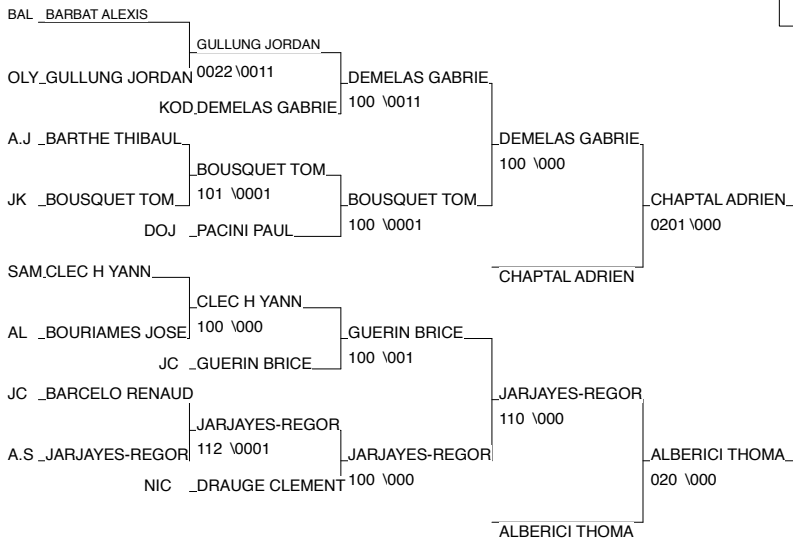 BAL BARBAT ALEXIS
GULLUNG JORDAN
OLY GULLUNG JORDAN 0022 \0011 DEMELAS GABRIE
KOD DEMELAS GABRIE 100 \0011
A.J BARTHE THIBAUL DEMELAS GABRIE
BOUSQUET TOM 100 \000
JK BOUSQUET TOM 101 \0001 BOUSQUET TOM CHAPTAL ADRIEN
DOJ PACINI PAUL 100 \0001 0201 \000
SAM CLEC H YANN CHAPTAL ADRIEN
CLEC H YANN
AL BOURIAMES JOSE 100 \000 GUERIN BRICE
JC GUERIN BRICE 100 \001
JC BARCELO RENAUD JARJAYES-REGOR
JARJAYES-REGOR 110 \000
A.S JARJAYES-REGOR 112 \0001 JARJAYES-REGOR ALBERICI THOMA
NIC DRAUGE CLEMENT 100 \000 020 \000
ALBERICI THOMA